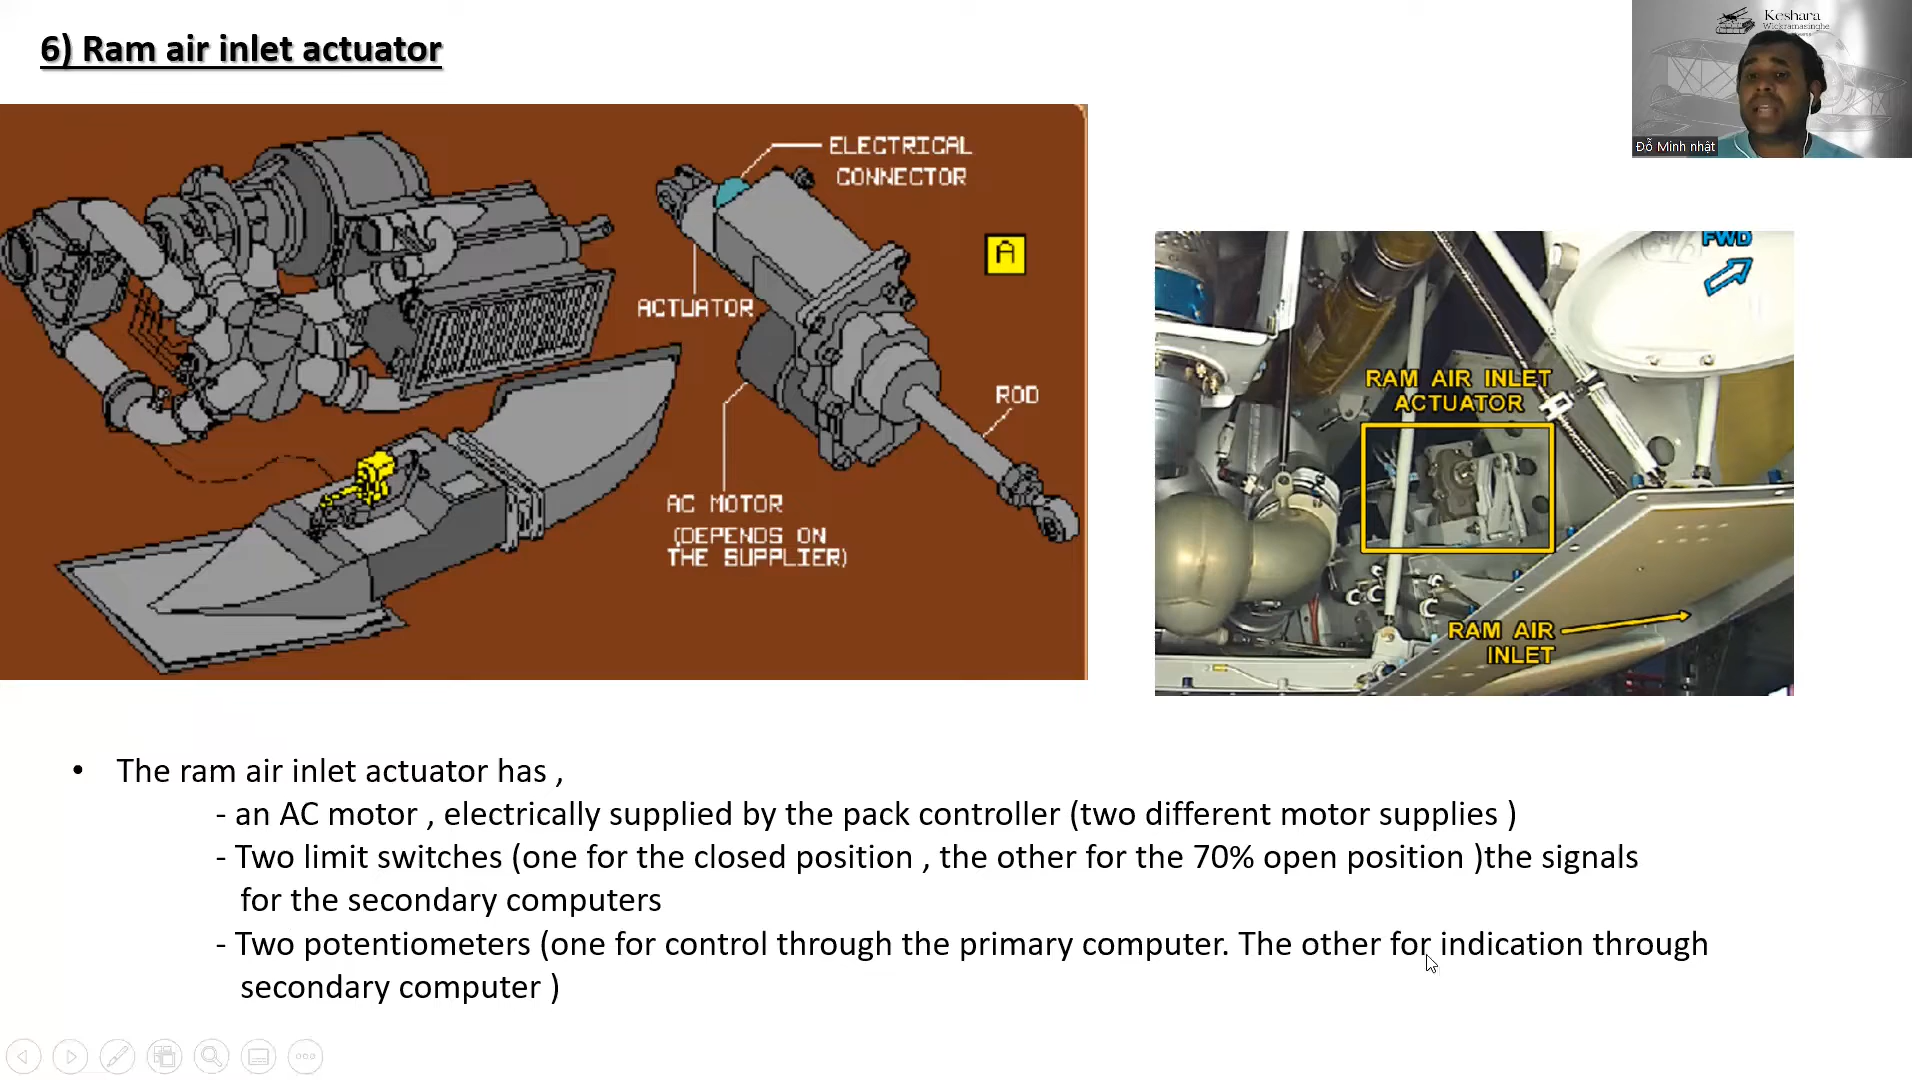 6) Ram air inlet actuator
Keshara
Wickramasinghe
Đỗ Minh nhật
ELECTRICAL
CONNECTOR
A
ACTUATOR
ROD
AC MOTOR
(DEPENDS ON
THE SUPPLIER)
FWD
RAM AIR INLET
ACTUATOR
RAM AIR
INLET
• The ram air inlet actuator has ,
- an AC motor , electrically supplied by the pack controller (two different motor supplies )
- Two limit switches (one for the closed position , the other for the 70% open position )the signals
for the secondary computers
- Two potentiometers (one for control through the primary computer. The other for indication through
secondary computer )